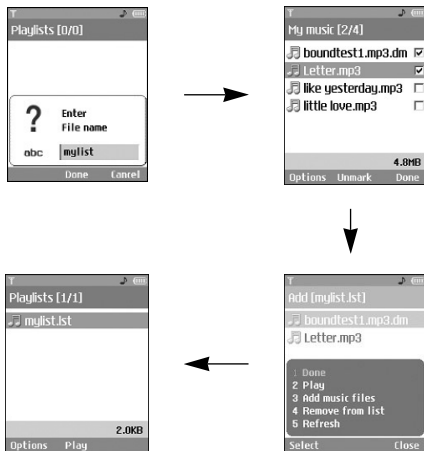 Playlists [0/0]
?
Enter
File name
abc
mylist
Done Cancel
My music [2/4]
boundtest1.mp3.dm
Letter.mp3
like yesterday.mp3
little love.mp3
4.8MB
Options Unmark Done
Add [mylist.lst]
boundtest1.mp3.dm
Letter.mp3
1 Done
2 Play
3 Add music files
4 Remove from list
5 Refresh
Select Close
Playlists [1/1]
mylist.lst
2.0KB
Options Play